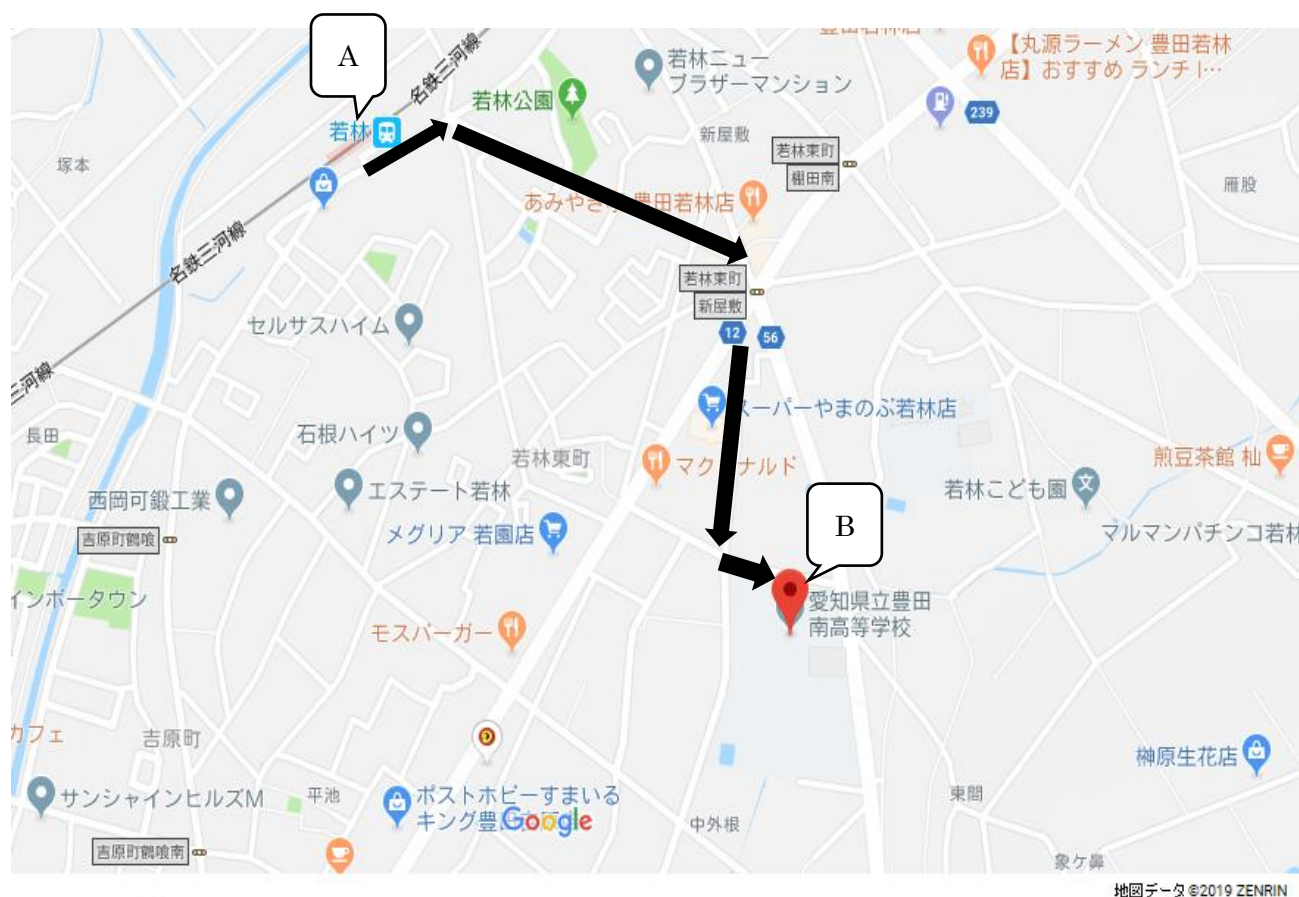 A
名鉄三河線
若林
若林公園
若林ニュー
ブラザーマンション
【丸源ラーメン 豊田若林
店】おすすめ ランチ |…
239
塚本
新屋敷
若林東町
棚田南
雁股
豊田若林店
名鉄三河線
若林東町
新屋敷
12
56
セルサスハイム
三河線
スーパーやまのぶ若林店
長田
石根ハイツ
若林東町
煎豆茶館 杣
西岡可鍛工業
エステート若林
若林こども園
文
メグリア 若園店
B
マルマンパチンコ若林
吉原町鶴喰
インボータウン
愛知県立豊田
南高等学校
モスバーガー
カフェ
吉原町
榊原生花店
サンシャインヒルズM
平池
ポストホビーすまいる
キング豊
Google
東間
中外根
吉原町鶴喰南
象ケ鼻
地図データ ©2019 ZENRIN